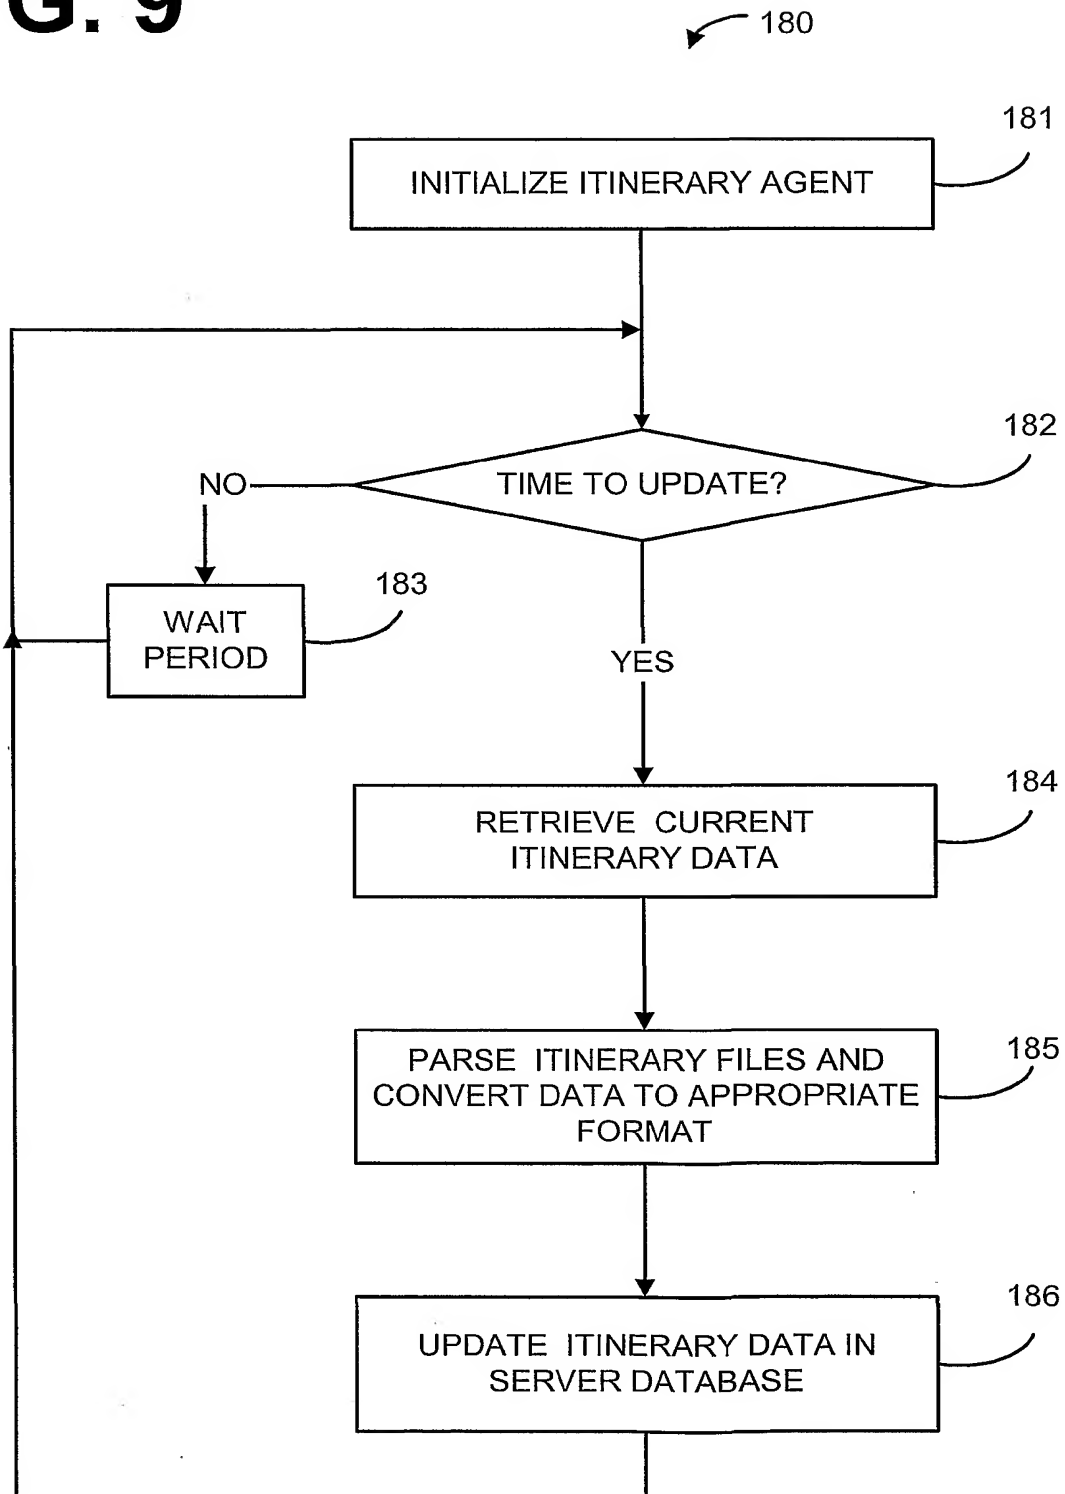 G. 9
180
181
INITIALIZE ITINERARY AGENT
182
TIME TO UPDATE?
NO
183
WAIT
PERIOD
YES
184
RETRIEVE CURRENT
ITINERARY DATA
185
PARSE ITINERARY FILES AND
CONVERT DATA TO APPROPRIATE
FORMAT
186
UPDATE ITINERARY DATA IN
SERVER DATABASE